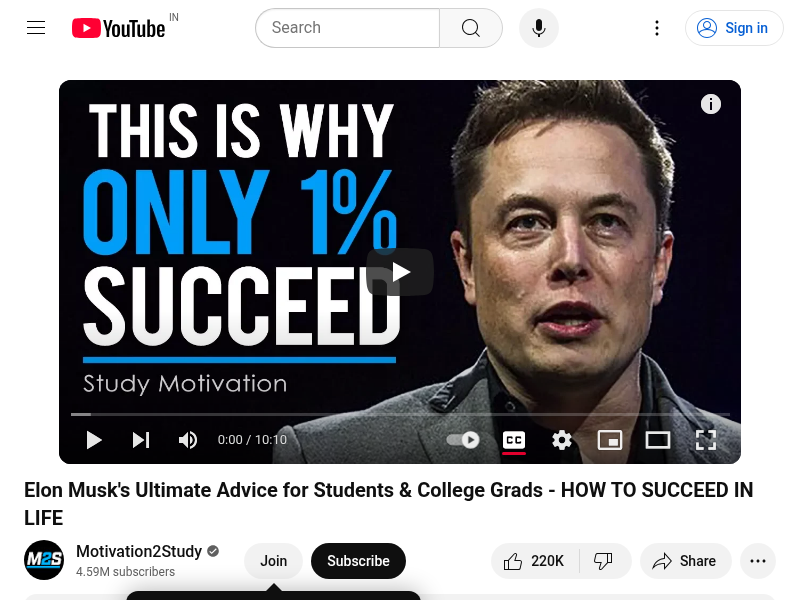 YouTube IN
Search
Sign in
THIS IS WHY
ONLY 1%
SUCCEED
Study Motivation
0:00 / 10:10
CC
Elon Musk's Ultimate Advice for Students & College Grads - HOW TO SUCCEED IN
LIFE
M2S
Motivation2Study
4.59M subscribers
Join
Subscribe
220K
Share